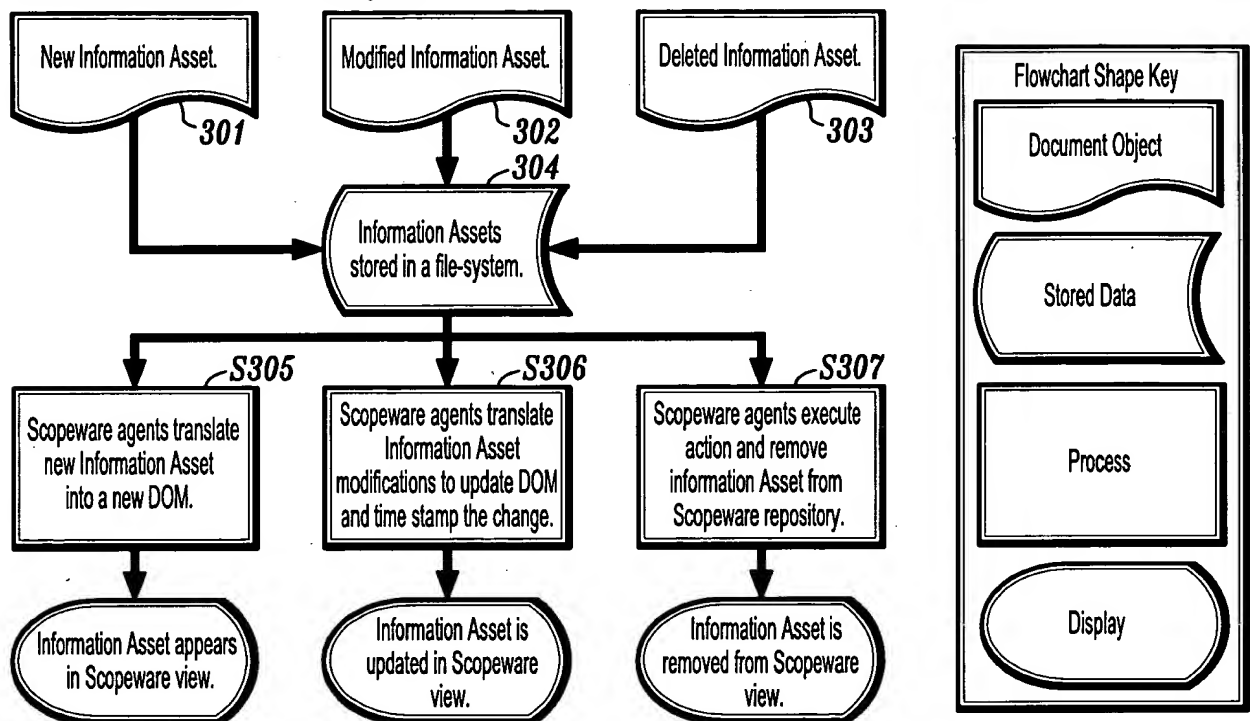 New Information Asset.
301
Modified Information Asset.
302
Deleted Information Asset.
303
304
Information Assets
stored in a file-system.
S305
Scopeware agents translate
new Information Asset
into a new DOM.
S306
Scopeware agents translate
Information Asset
modifications to update DOM
and time stamp the change.
S307
Scopeware agents execute
action and remove
information Asset from
Scopeware repository.
Information Asset appears
in Scopeware view.
Information Asset is
updated in Scopeware
view.
Information Asset is
removed from Scopeware
view.
Flowchart Shape Key
Document Object
Stored Data
Process
Display